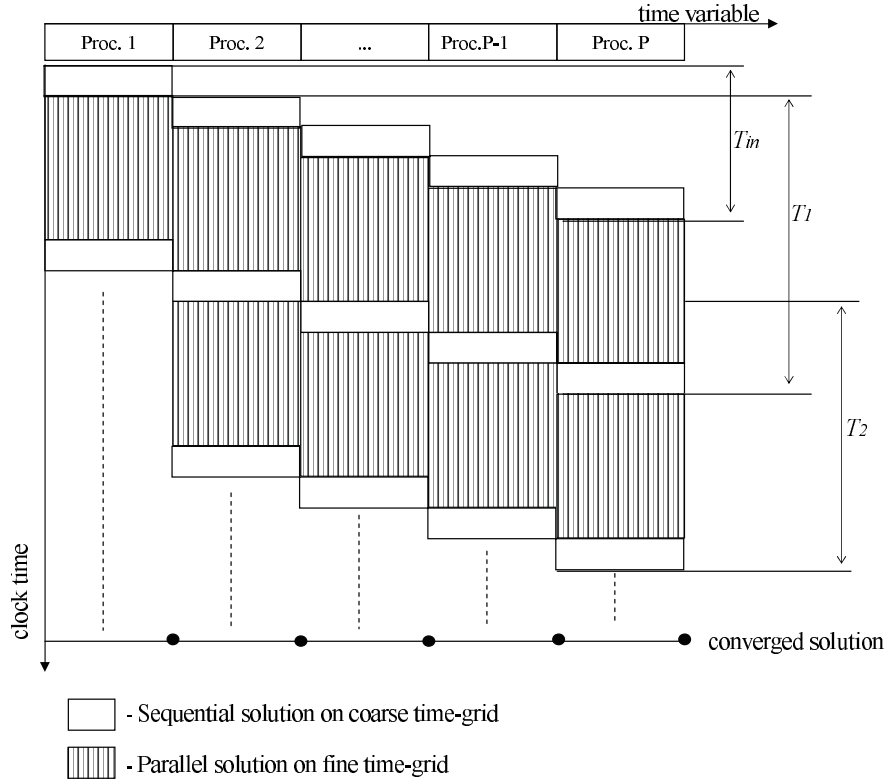 time variable
Proc. 1
Proc. 2
...
Proc.P-1
Proc. P
Tin
T1
T2
clock time
converged solution
- Sequential solution on coarse time-grid
- Parallel solution on fine time-grid